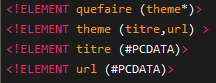 <!ELEMENT quefaire (theme*)>
<!ELEMENT theme (titre,url) >
<!ELEMENT titre (#PCDATA)>
<!ELEMENT url (#PCDATA)>